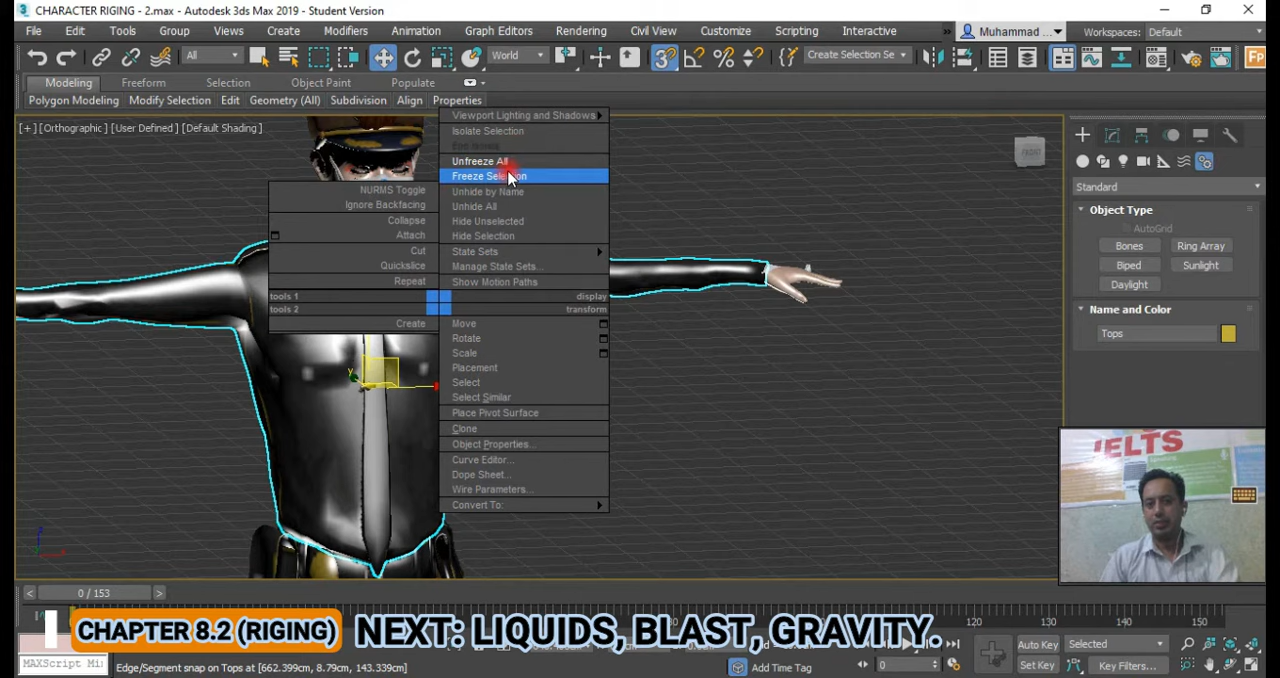 CHARACTER RIGING - 2.max - Autodesk 3ds Max 2019 - Student Version
File Edit Tools Group Views Create Modifiers Animation Graph Editors Rendering Civil View Customize Scripting Interactive » Muhammad ... Workspaces: Default
All World Create Selection Se
Modeling Freeform Selection Object Paint Populate
Polygon Modeling Modify Selection Edit Geometry (All) Subdivision Align Properties
[+] [Orthographic] [User Defined] [Default Shading]
Viewport Lighting and Shadows
Isolate Selection
Unfreeze All
Freeze Selection
Unhide by Name
Unhide All
Hide Unselected
Hide Selection
State Sets
Manage State Sets...
Show Motion Paths
display
transform
NURMS Toggle
Ignore Backfacing
Collapse
Attach
Cut
Quickslice
Repeat
tools 1
tools 2
Create
Move
Rotate
Scale
Placement
Select
Select Similar
Place Pivot Surface
Clone
Object Properties...
Curve Editor...
Dope Sheet...
Wire Parameters...
Convert To:
y
Standard
Object Type
AutoGrid
Bones Ring Array
Biped Sunlight
Daylight
Name and Color
Tops
IELTS
< 0 / 153 >
120 130 140 150
CHAPTER 8.2 (RIGING) NEXT: LIQUIDS, BLAST, GRAVITY.
Auto Key Selected
MAXScript Mi Edge/Segment snap on Tops at [662.399cm, 8.79cm, 143.339cm] Add Time Tag 0 Set Key Key Filters...